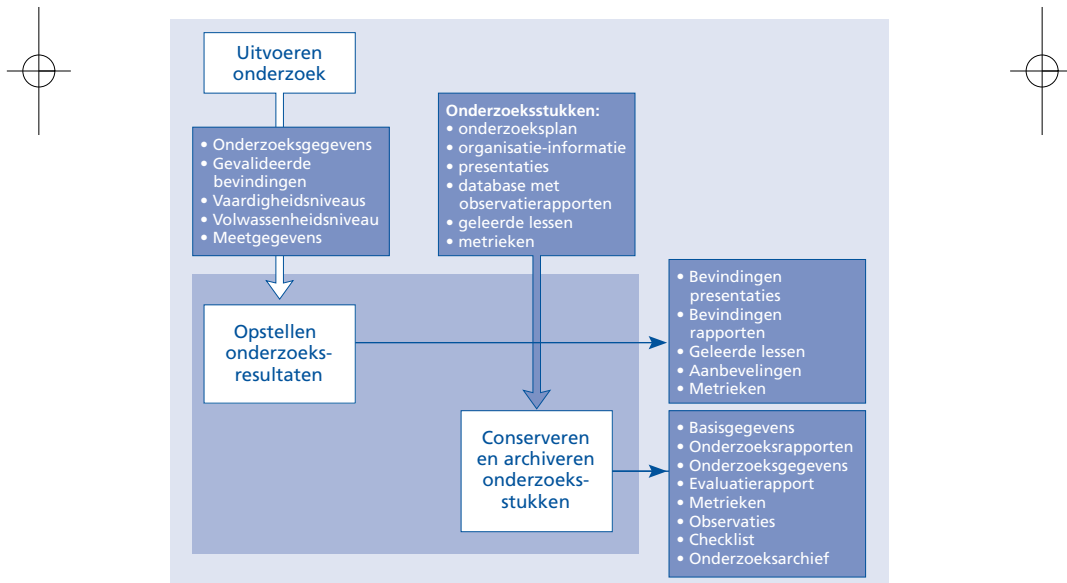 Uitvoeren
onderzoek
• Onderzoeksgegevens
• Gevalideerde
bevindingen
• Vaardigheidsniveaus
• Volwassenheidsniveau
• Meetgegevens
Onderzoeksstukken:
• onderzoeksplan
• organisatie-informatie
• presentaties
• database met
observatierapporten
• geleerde lessen
• metrieken
Opstellen
onderzoeks-
resultaten
• Bevindingen
presentaties
• Bevindingen
rapporten
• Geleerde lessen
• Aanbevelingen
• Metrieken
Conserveren
en archiveren
onderzoeks-
stukken
• Basisgegevens
• Onderzoeksrapporten
• Onderzoeksgegevens
• Evaluatierapport
• Metrieken
• Observaties
• Checklist
• Onderzoeksarchief